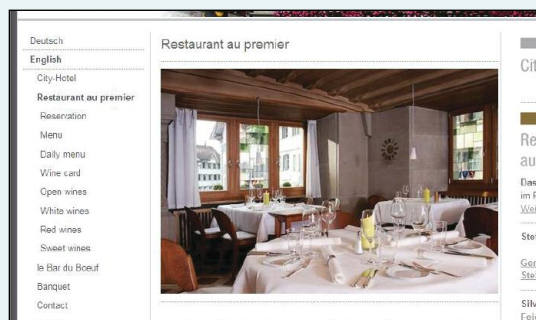 Deutsch
English
City-Hotel
Restaurant au premier
Reservation
Menu
Daily menu
Wine card
Open wines
White wines
Red wines
Sweet wines
le Bar du Boeuf
Banquet
Contact
Restaurant au premier
Cit
Re
au
Das
im F
Wei
Ste
Ger
Ste
Silv
Feie